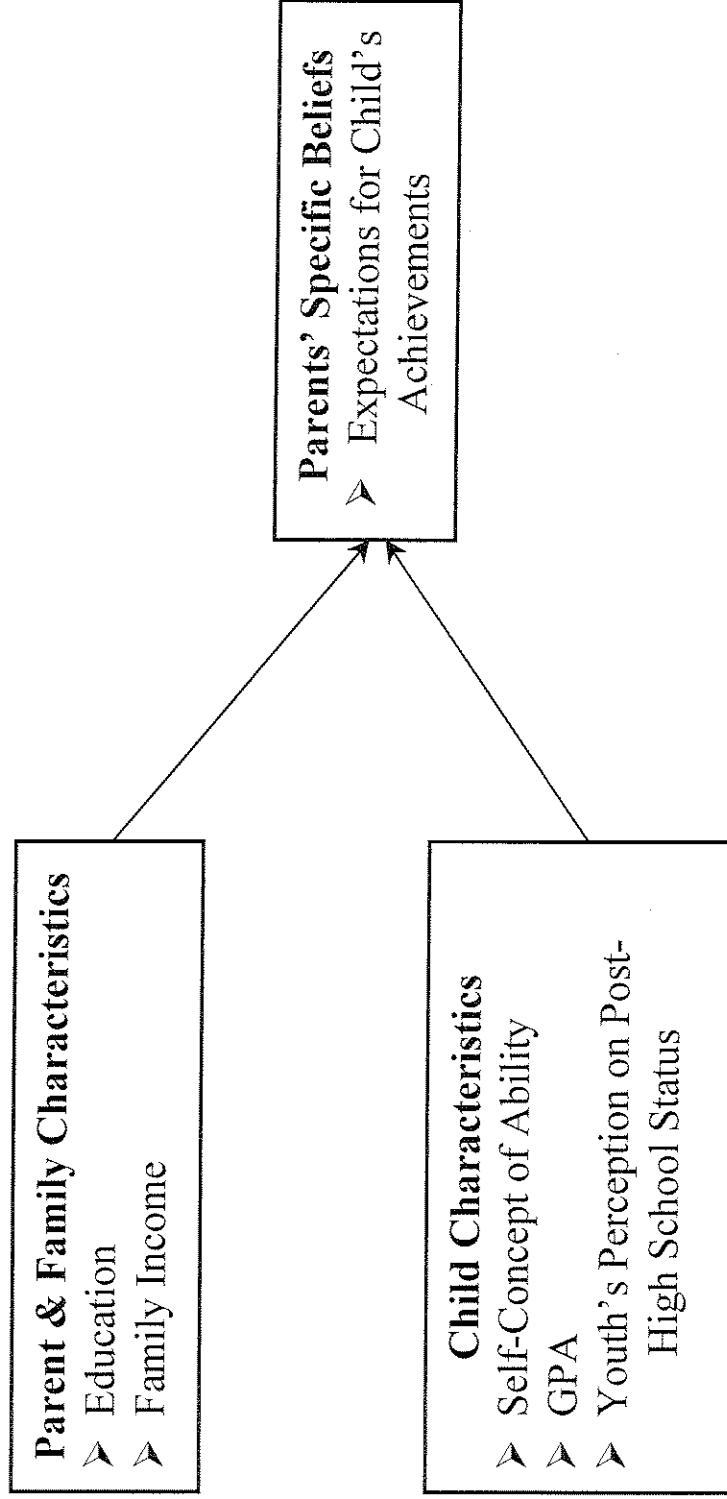 Parent & Family Characteristics
➤ Education
➤ Family Income
Child Characteristics
➤ Self-Concept of Ability
➤ GPA
➤ Youth's Perception on Post-
High School Status
Parents' Specific Beliefs
➤ Expectations for Child's
Achievements